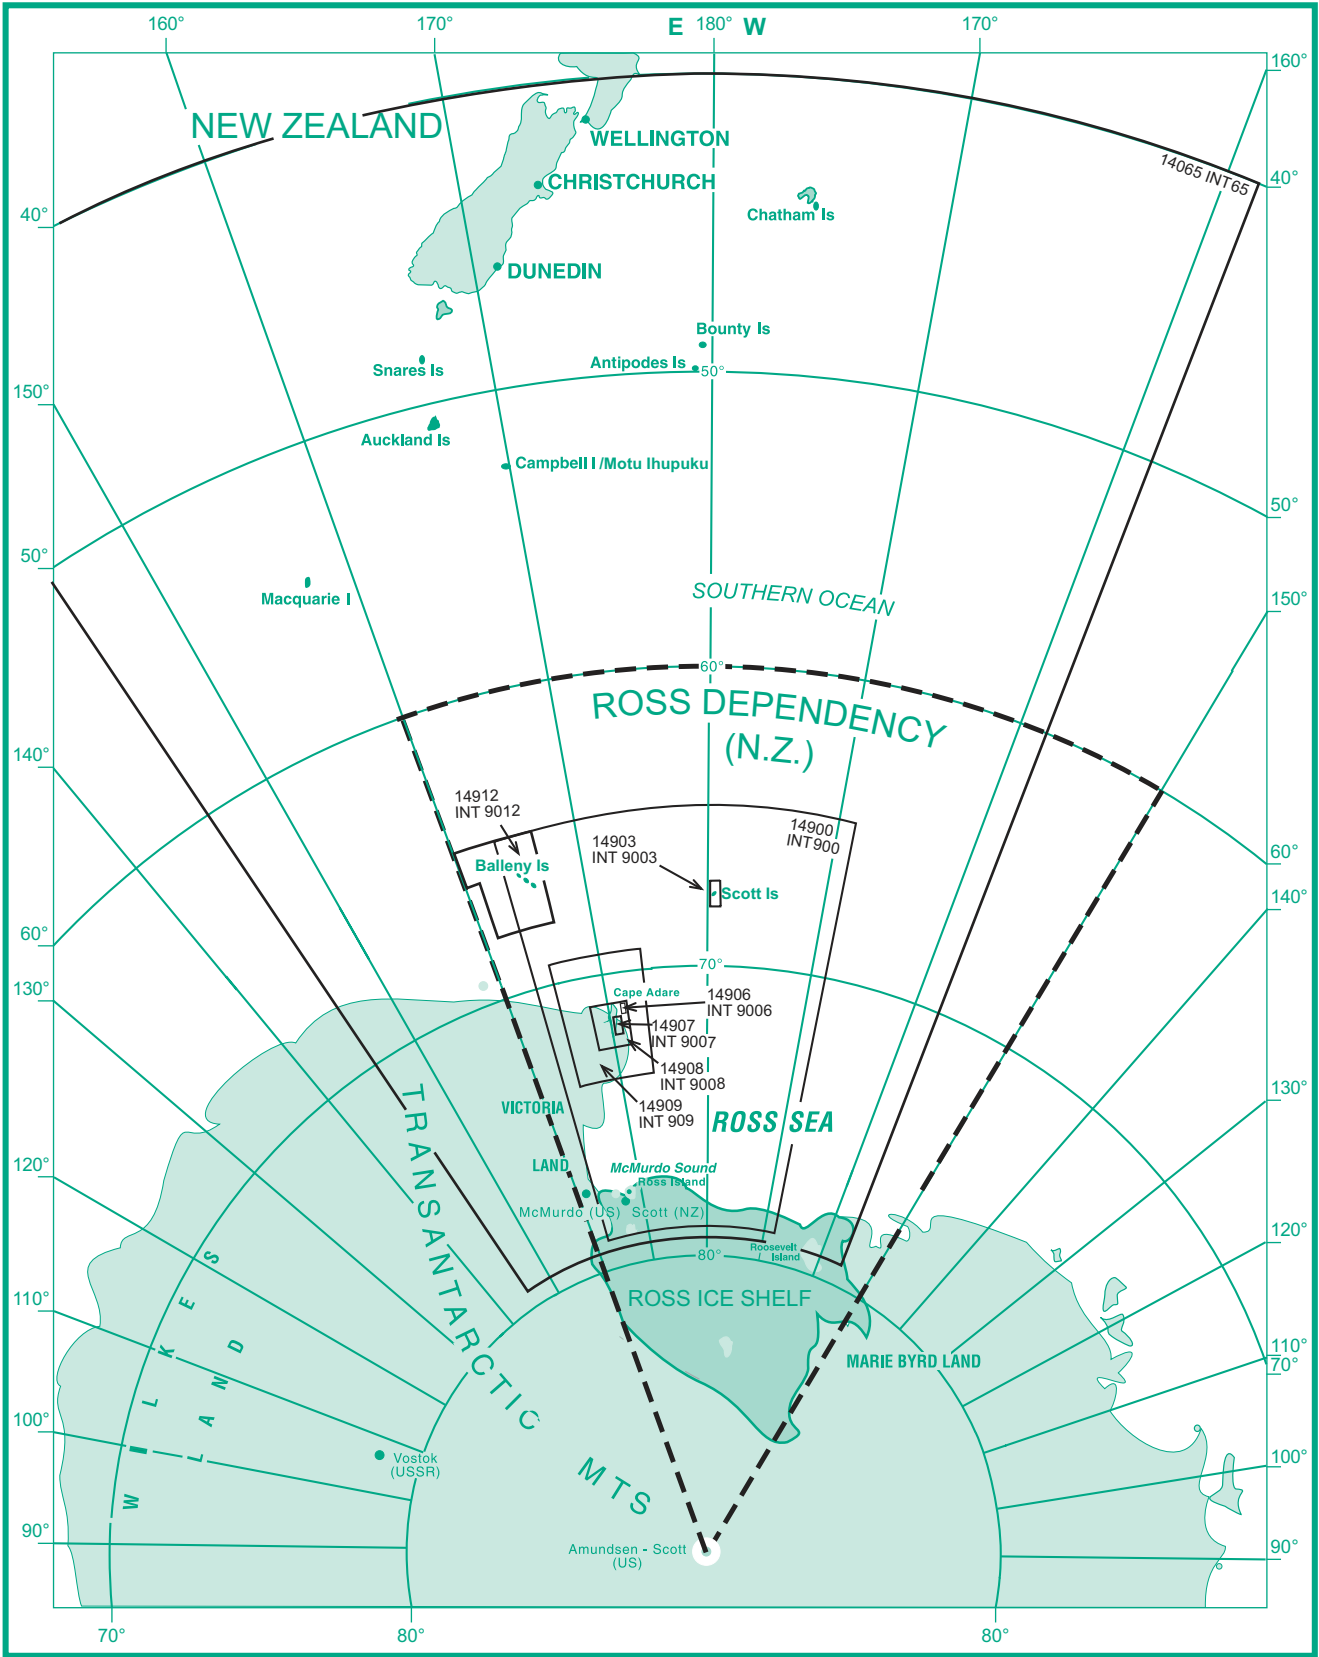 160°
170°
E 180° W
170°
160°
NEW ZEALAND
WELLINGTON
14065 INT65
CHRISTCHURCH
40°
40°
Chatham Is
DUNEDIN
Bounty Is
Snares Is
Antipodes Is
50°
150°
Auckland Is
Campbell I /Motu Ihupuku
50°
50°
Macquarie I
SOUTHERN OCEAN
150°
60°
ROSS DEPENDENCY
(N.Z.)
140°
14912
INT 9012
14903
INT 9003
14900
INT900
60°
Balleny Is
Scott Is
140°
60°
70°
130°
Cape Adare
14906
INT 9006
14907
INT 9007
14908
INT 9008
130°
14909
INT 909
VICTORIA
LAND
ROSS SEA
TRANSANTARCTIC MTS
120°
McMurdo Sound
Ross Island
McMurdo (US)
Scott (NZ)
120°
Roosevelt
Island
80°
110°
ROSS ICE SHELF
MARIE BYRD LAND
110°
70°
WILKES
LAND
100°
Vostok
(USSR)
100°
90°
Amundsen - Scott
(US)
90°
70°
80°
80°